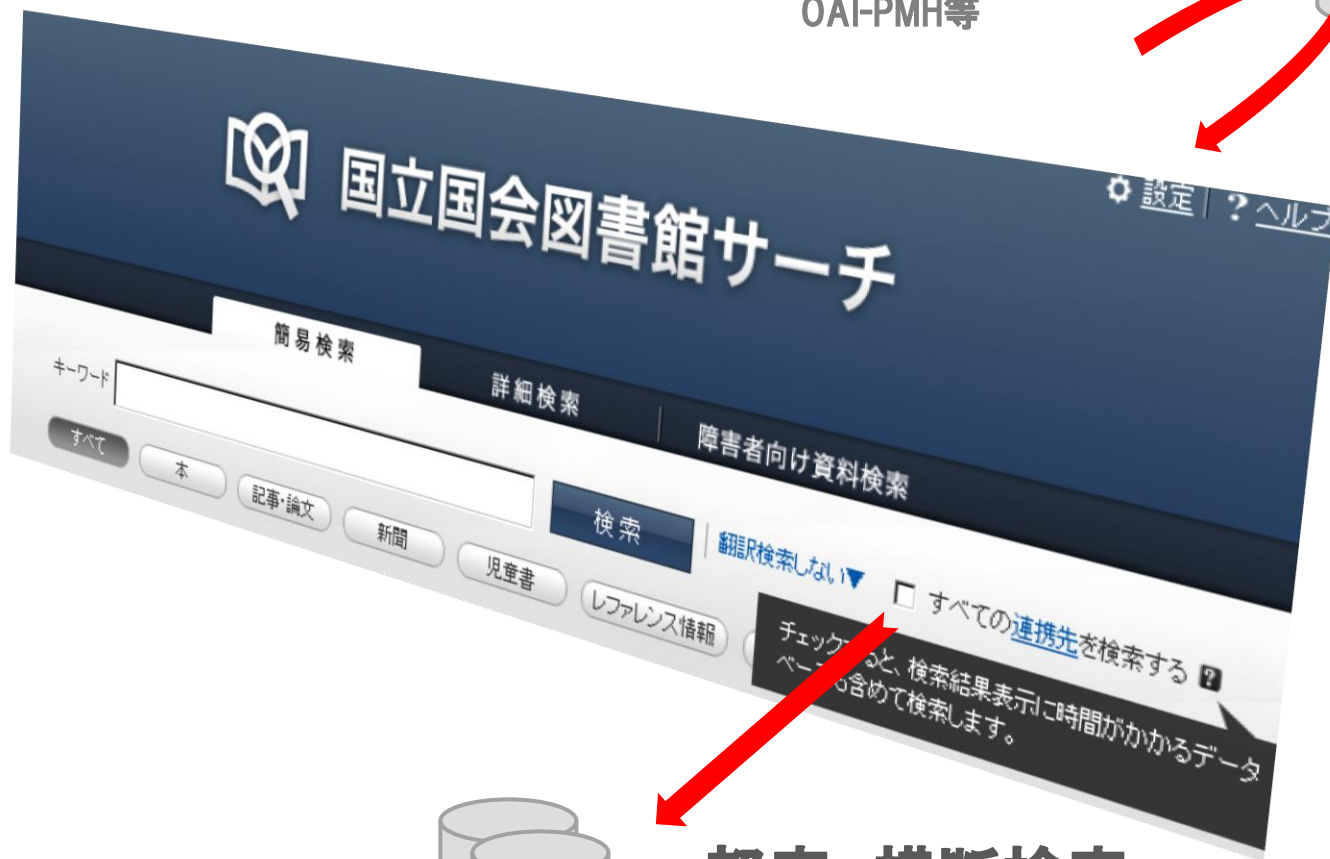 OAI-PMH等
設定 | ? ヘルプ
国立国会図書館サーチ
簡易検索
詳細検索
障害者向け資料検索
キーワード
検索
翻訳検索しない▼
すべての連携先を検索する ?
すべて
本
記事・論文
新聞
児童書
レファレンス情報
チェックすると、検索結果表示に時間がかかるデータ
ベースも含めて検索します。